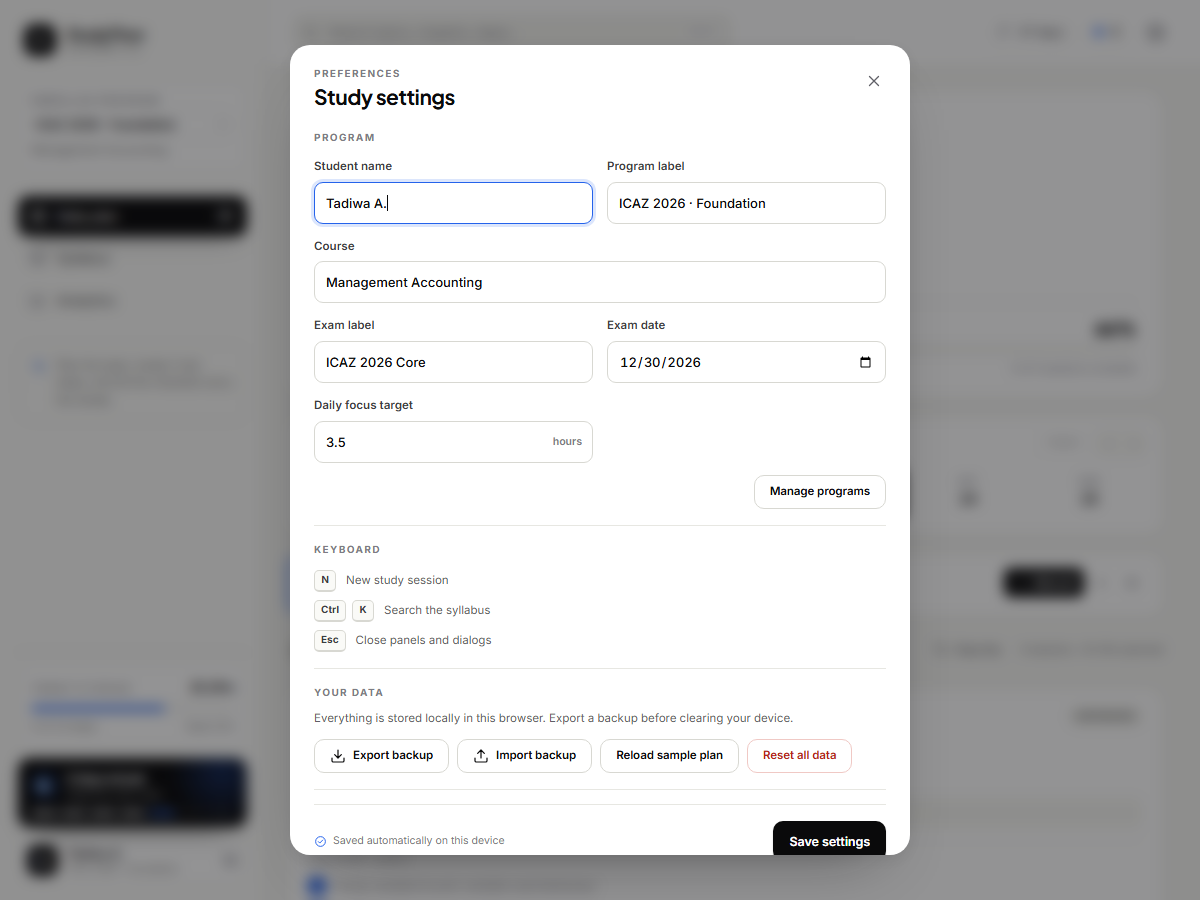 PREFERENCES
Study settings
PROGRAM
Student name
Program label
Tadiwa A.
ICAZ 2026 · Foundation
Course
Management Accounting
Exam label
Exam date
ICAZ 2026 Core
12/30/2026
Daily focus target
3.5 hours
Manage programs
KEYBOARD
N New study session
Ctrl K Search the syllabus
Esc Close panels and dialogs
YOUR DATA
Everything is stored locally in this browser. Export a backup before clearing your device.
Export backup
Import backup
Reload sample plan
Reset all data
Saved automatically on this device
Save settings